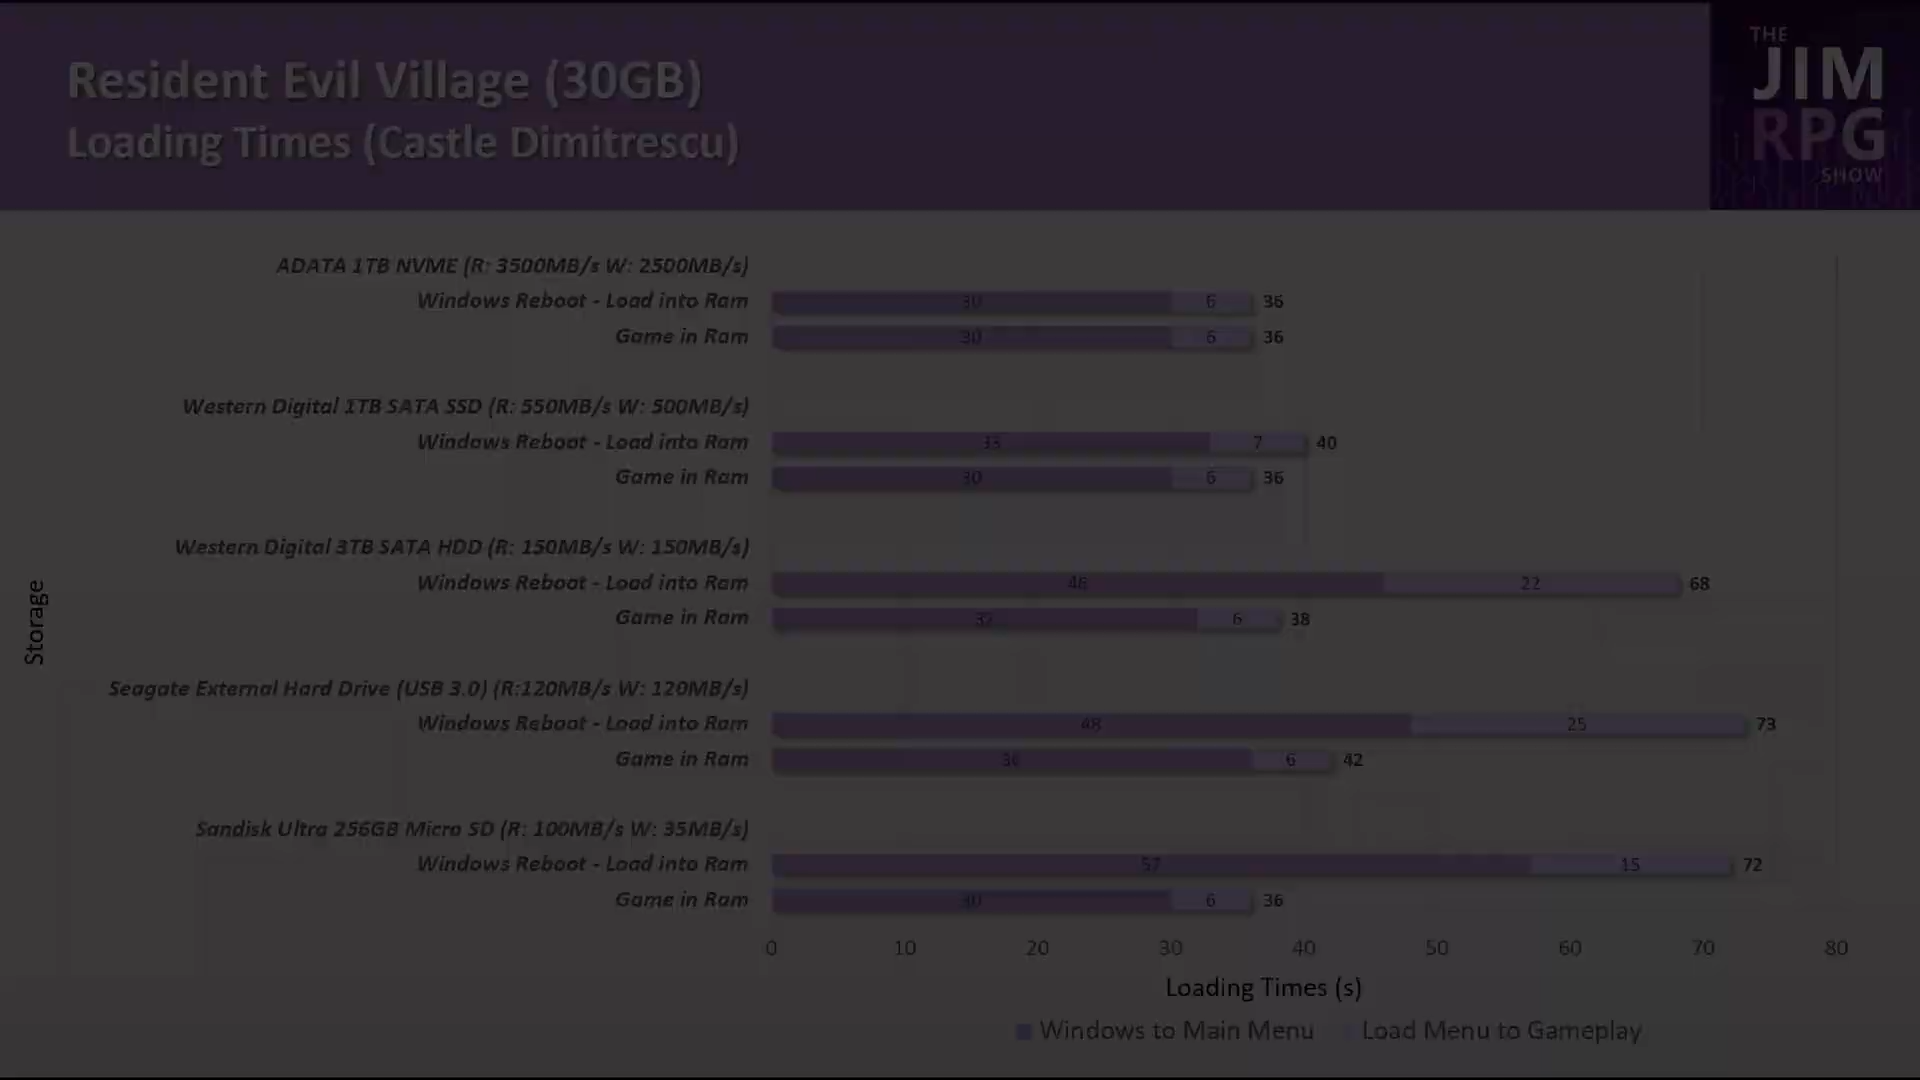 Resident Evil Village (30GB)
Loading Times (Castle Dimitrescu)
THE
JIM
RPG
SHOW
Storage
ADATA 1TB NVME (R: 3500MB/s W: 2500MB/s)
Windows Reboot - Load into Ram 30 6 36
Game in Ram 30 6 36
Western Digital 1TB SATA SSD (R: 550MB/s W: 500MB/s)
Windows Reboot - Load into Ram 33 7 40
Game in Ram 30 6 36
Western Digital 3TB SATA HDD (R: 150MB/s W: 150MB/s)
Windows Reboot - Load into Ram 46 22 68
Game in Ram 32 6 38
Seagate External Hard Drive (USB 3.0) (R:120MB/s W: 120MB/s)
Windows Reboot - Load into Ram 48 25 73
Game in Ram 36 6 42
Sandisk Ultra 256GB Micro SD (R: 100MB/s W: 35MB/s)
Windows Reboot - Load into Ram 57 15 72
Game in Ram 30 6 36
0 10 20 30 40 50 60 70 80
Loading Times (s)
Windows to Main Menu Load Menu to Gameplay